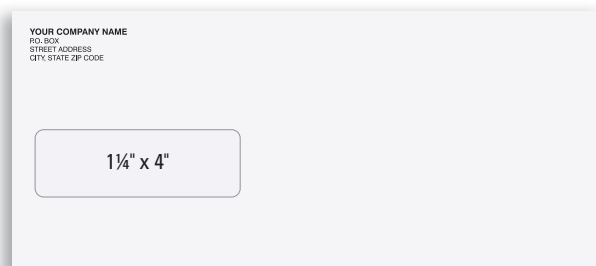 YOUR COMPANY NAME
P.O. BOX
STREET ADDRESS
CITY, STATE ZIP CODE
1¼" x 4"